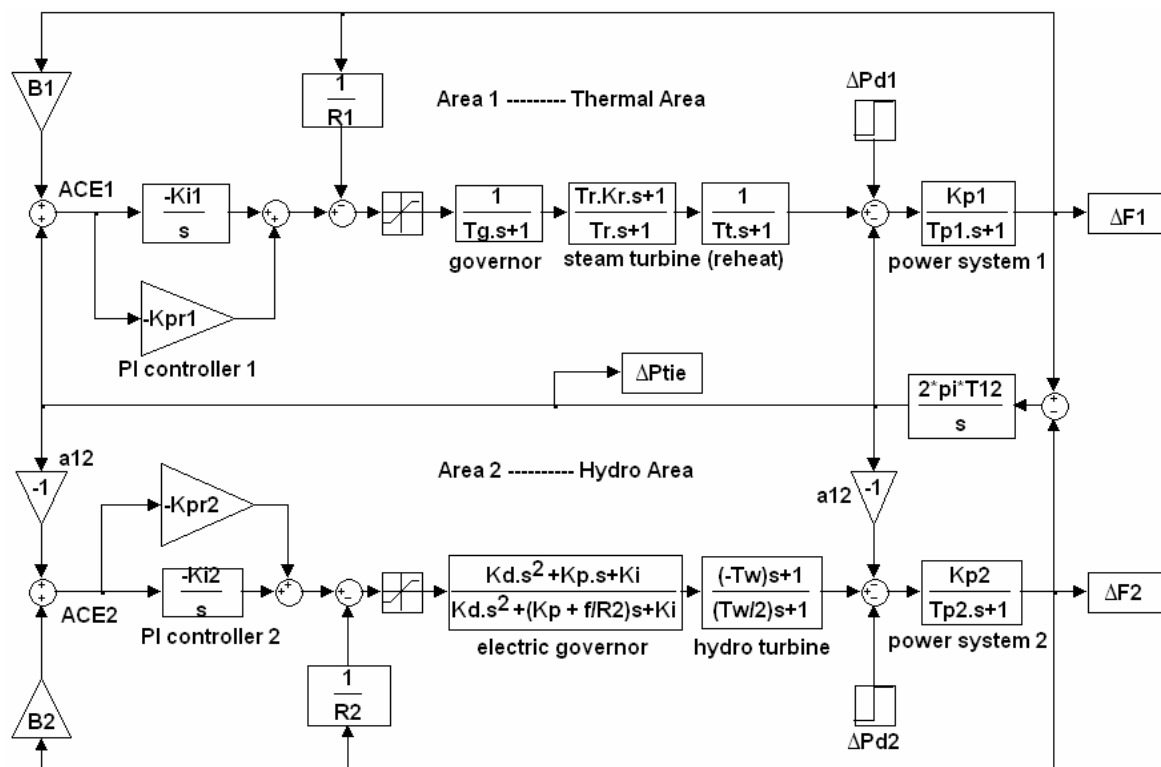 B1
1
R1
Area 1 --------- Thermal Area
ΔPd1
ACE1
-Ki1
s
1
Tg.s+1
governor
Tr.Kr.s+1
Tr.s+1
1
Tt.s+1
steam turbine (reheat)
Kp1
Tp1.s+1
power system 1
ΔF1
-Kpr1
PI controller 1
ΔPtie
2*pi*T12
s
a12
-1
Area 2 --------- Hydro Area
a12
-1
-Kpr2
-Ki2
s
ACE2
PI controller 2
Kd.s² +Kp.s+Ki
Kd.s² +(Kp + f/R2)s+Ki
electric governor
(-Tw)s+1
(Tw/2)s+1
hydro turbine
Kp2
Tp2.s+1
power system 2
ΔF2
B2
1
R2
ΔPd2